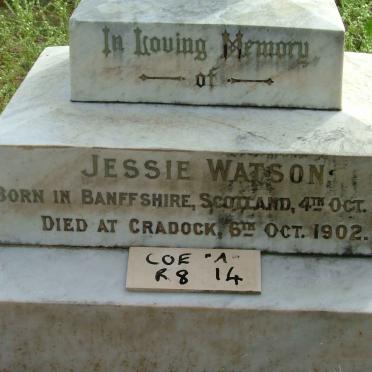 In Loving Memory
of
JESSIE WATSON
BORN IN BANFFSHIRE, SCOTLAND, 4TH OCT.
DIED AT CRADOCK, 6TH OCT. 1902.
COE "A"
R8 14